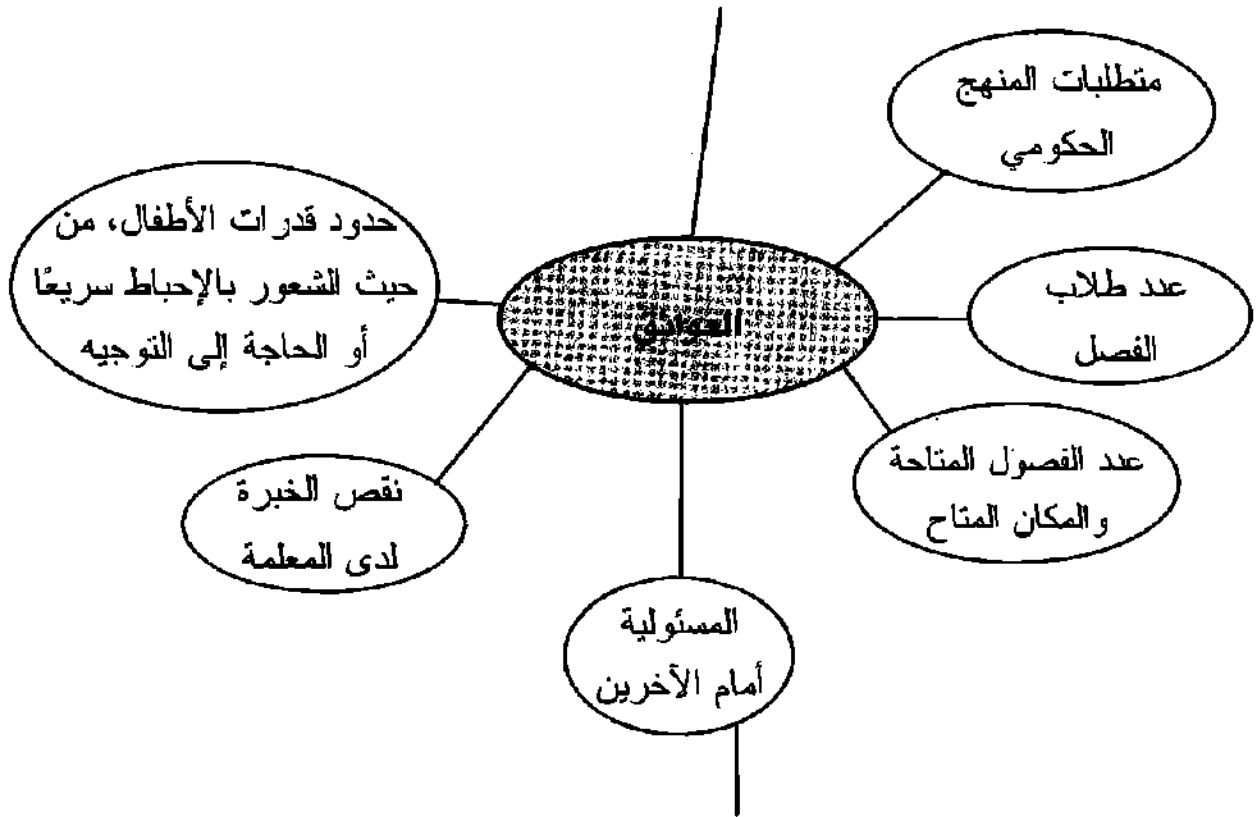 متطلبات المنهج
الحكومي
حدود قدرات الأطفال، من
حيث الشعور بالإحباط سريعًا
أو الحاجة إلى التوجيه
العوائق
عدد طلاب
الفصل
عدد الفصول المتاحة
والمكان المتاح
نقص الخبرة
لدى المعلمة
المسئولية
أمام الآخرين